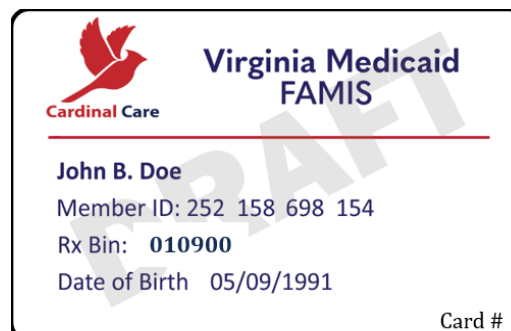 Virginia Medicaid
FAMIS
Cardinal Care
DRAFT
John B. Doe
Member ID: 252 158 698 154
Rx Bin: 010900
Date of Birth 05/09/1991
Card #